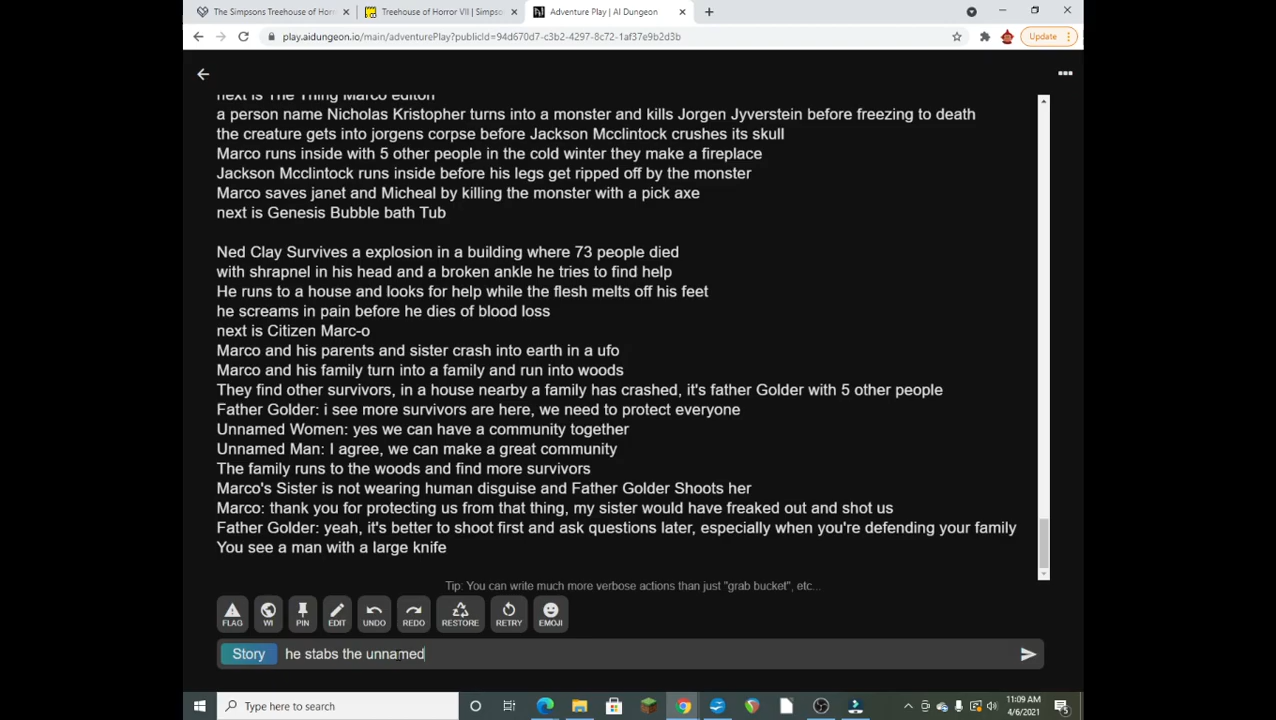 The Simpsons Treehouse of Horr
Treehouse of Horror VII | Simpso
Adventure Play | AI Dungeon
play.aidungeon.io/main/adventurePlay?publicId=94d670d7-c3b2-4297-8c72-1af37e9b2d3b
Update
next is The Thing Marco editon
a person name Nicholas Kristopher turns into a monster and kills Jorgen Jyverstein before freezing to death
the creature gets into jorgens corpse before Jackson Mcclintock crushes its skull
Marco runs inside with 5 other people in the cold winter they make a fireplace
Jackson Mcclintock runs inside before his legs get ripped off by the monster
Marco saves janet and Micheal by killing the monster with a pick axe
next is Genesis Bubble bath Tub
Ned Clay Survives a explosion in a building where 73 people died
with shrapnel in his head and a broken ankle he tries to find help
He runs to a house and looks for help while the flesh melts off his feet
he screams in pain before he dies of blood loss
next is Citizen Marc-o
Marco and his parents and sister crash into earth in a ufo
Marco and his family turn into a family and run into woods
They find other survivors, in a house nearby a family has crashed, it's father Golder with 5 other people
Father Golder: i see more survivors are here, we need to protect everyone
Unnamed Women: yes we can have a community together
Unnamed Man: I agree, we can make a great community
The family runs to the woods and find more survivors
Marco's Sister is not wearing human disguise and Father Golder Shoots her
Marco: thank you for protecting us from that thing, my sister would have freaked out and shot us
Father Golder: yeah, it's better to shoot first and ask questions later, especially when you're defending your family
You see a man with a large knife
Tip: You can write much more verbose actions than just "grab bucket", etc...
FLAG WI PIN EDIT UNDO REDO RESTORE RETRY EMOJI
Story he stabs the unnamed
Type here to search
11:09 AM
4/6/2021
5